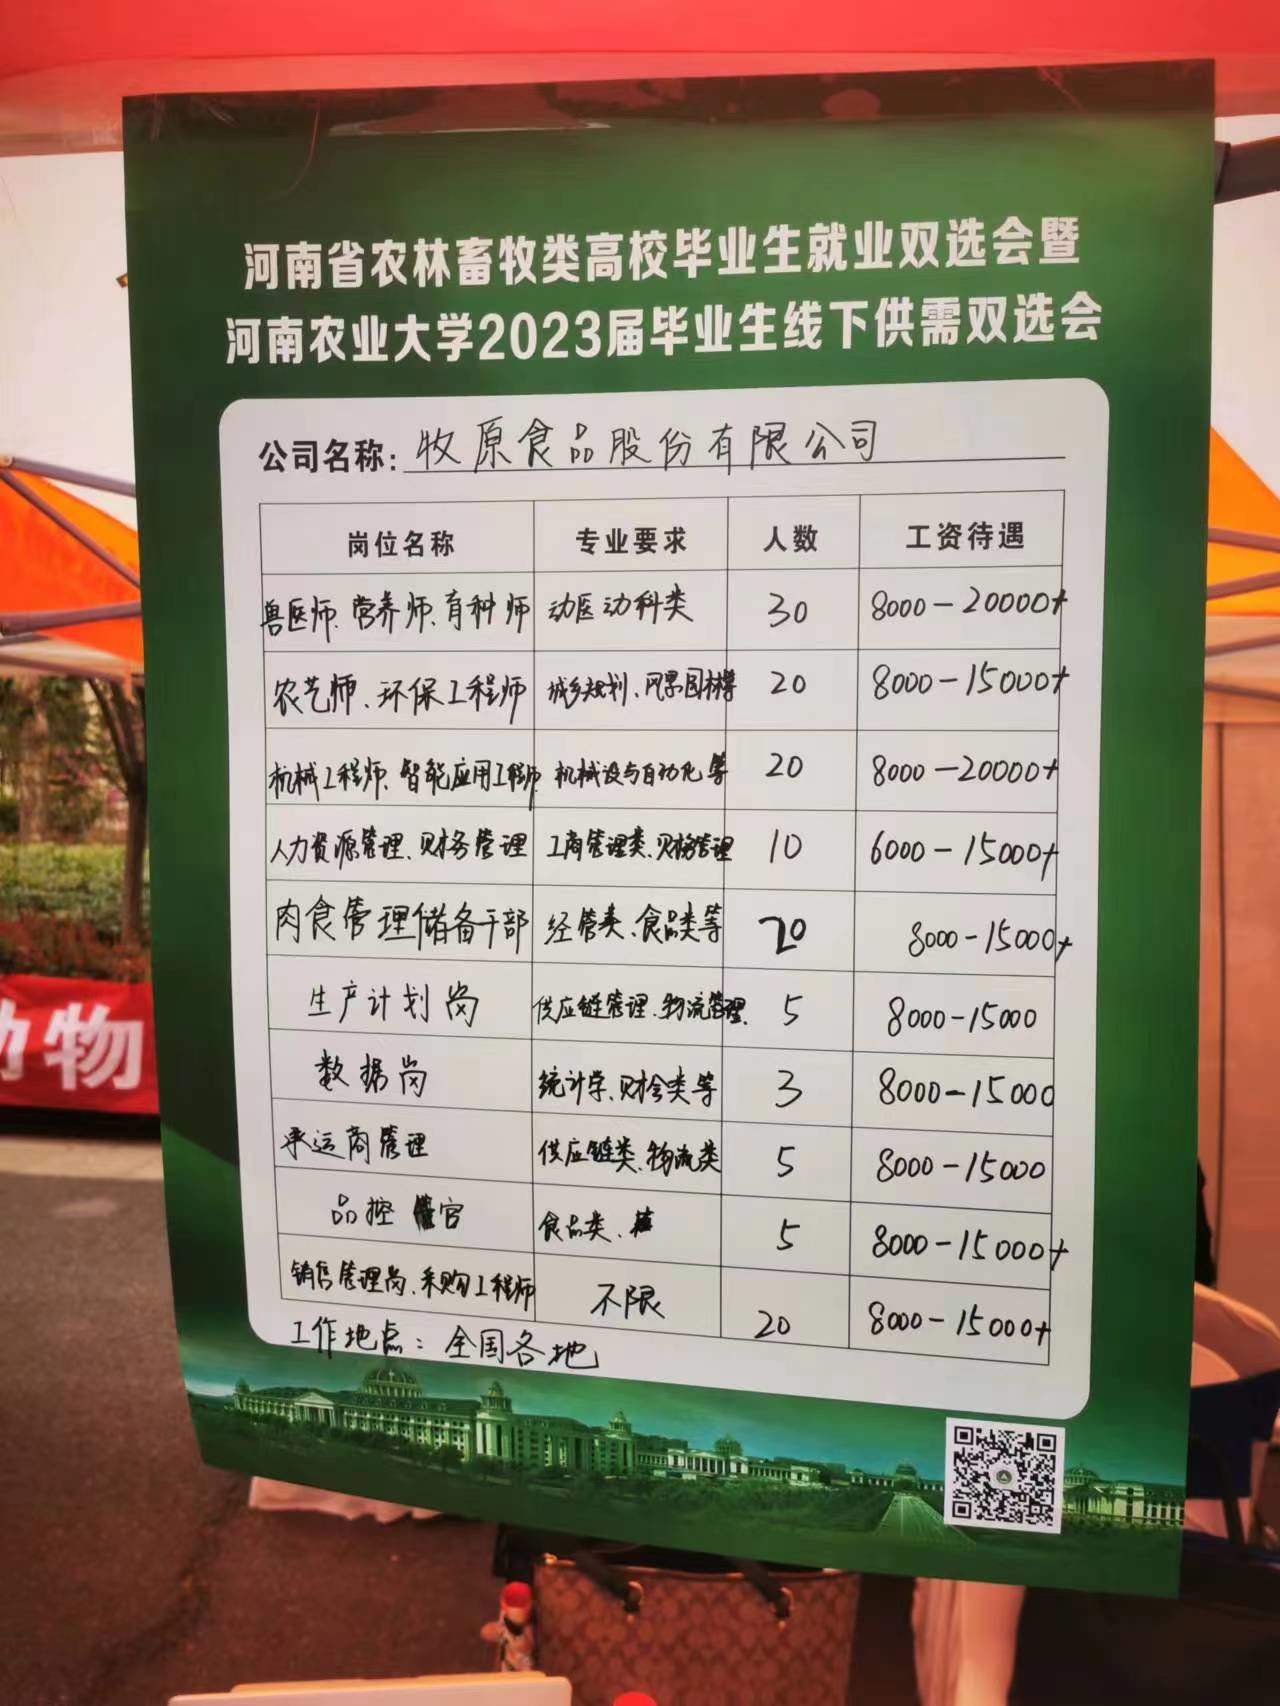 河南省农林畜牧类高校毕业生就业双选会暨
河南农业大学2023届毕业生线下供需双选会
公司名称: 牧原食品股份有限公司
岗位名称 专业要求 人数 工资待遇
兽医师、营养师、育种师 动医动科类 30 8000-20000+
农艺师、环保工程师 城乡规划、风景园林等 20 8000-15000+
机械工程师、智能应用工程师 机械设与自动化等 20 8000-20000+
人力资源管理、财务管理 工商管理类、财务管理 10 6000-15000+
肉食管理储备干部 经管类、食品类等 20 8000-15000+
生产计划岗 供应链管理、物流管理 5 8000-15000
数据岗 统计学、财会类等 3 8000-15000
承运商管理 供应链类、物流类 5 8000-15000
品控 官 食品类、 5 8000-15000+
销售管理岗、采购工程师 不限 20 8000-15000+
工作地点: 全国各地
动物